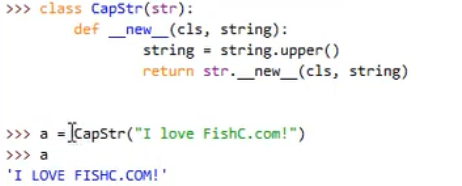 >>> class CapStr(str):
        def __new__(cls, string):
                string = string.upper()
                return str.__new__(cls, string)
>>> a = CapStr("I love FishC.com!")
>>> a
'I LOVE FISHC.COM!'